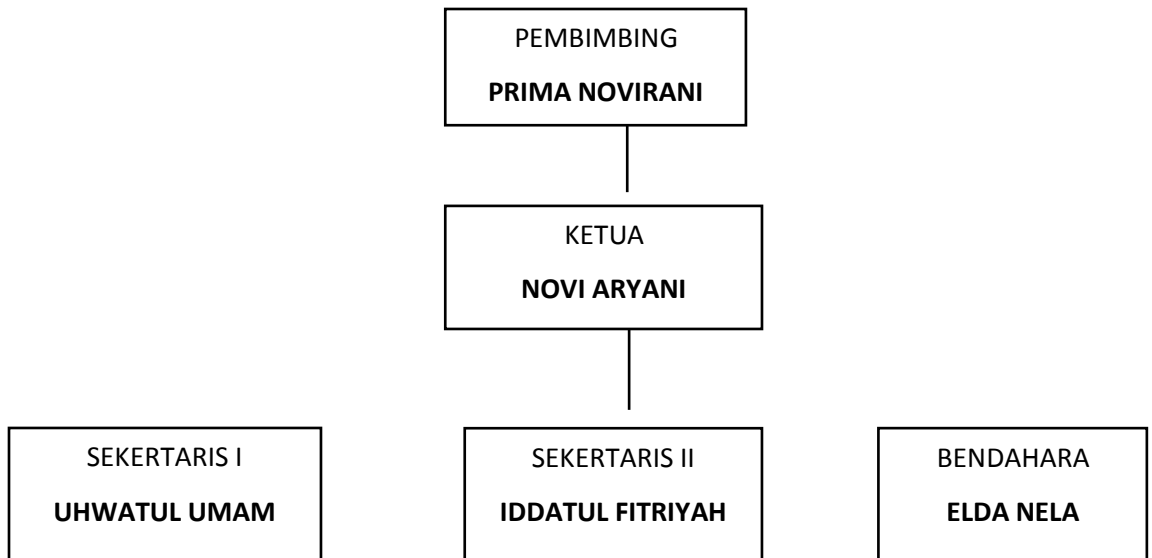 PEMBIMBING
PRIMA NOVIRANI
KETUA
NOVI ARYANI
SEKERTARIS I
UHWATUL UMAM
SEKERTARIS II
IDDATUL FITRIYAH
BENDAHARA
ELDA NELA